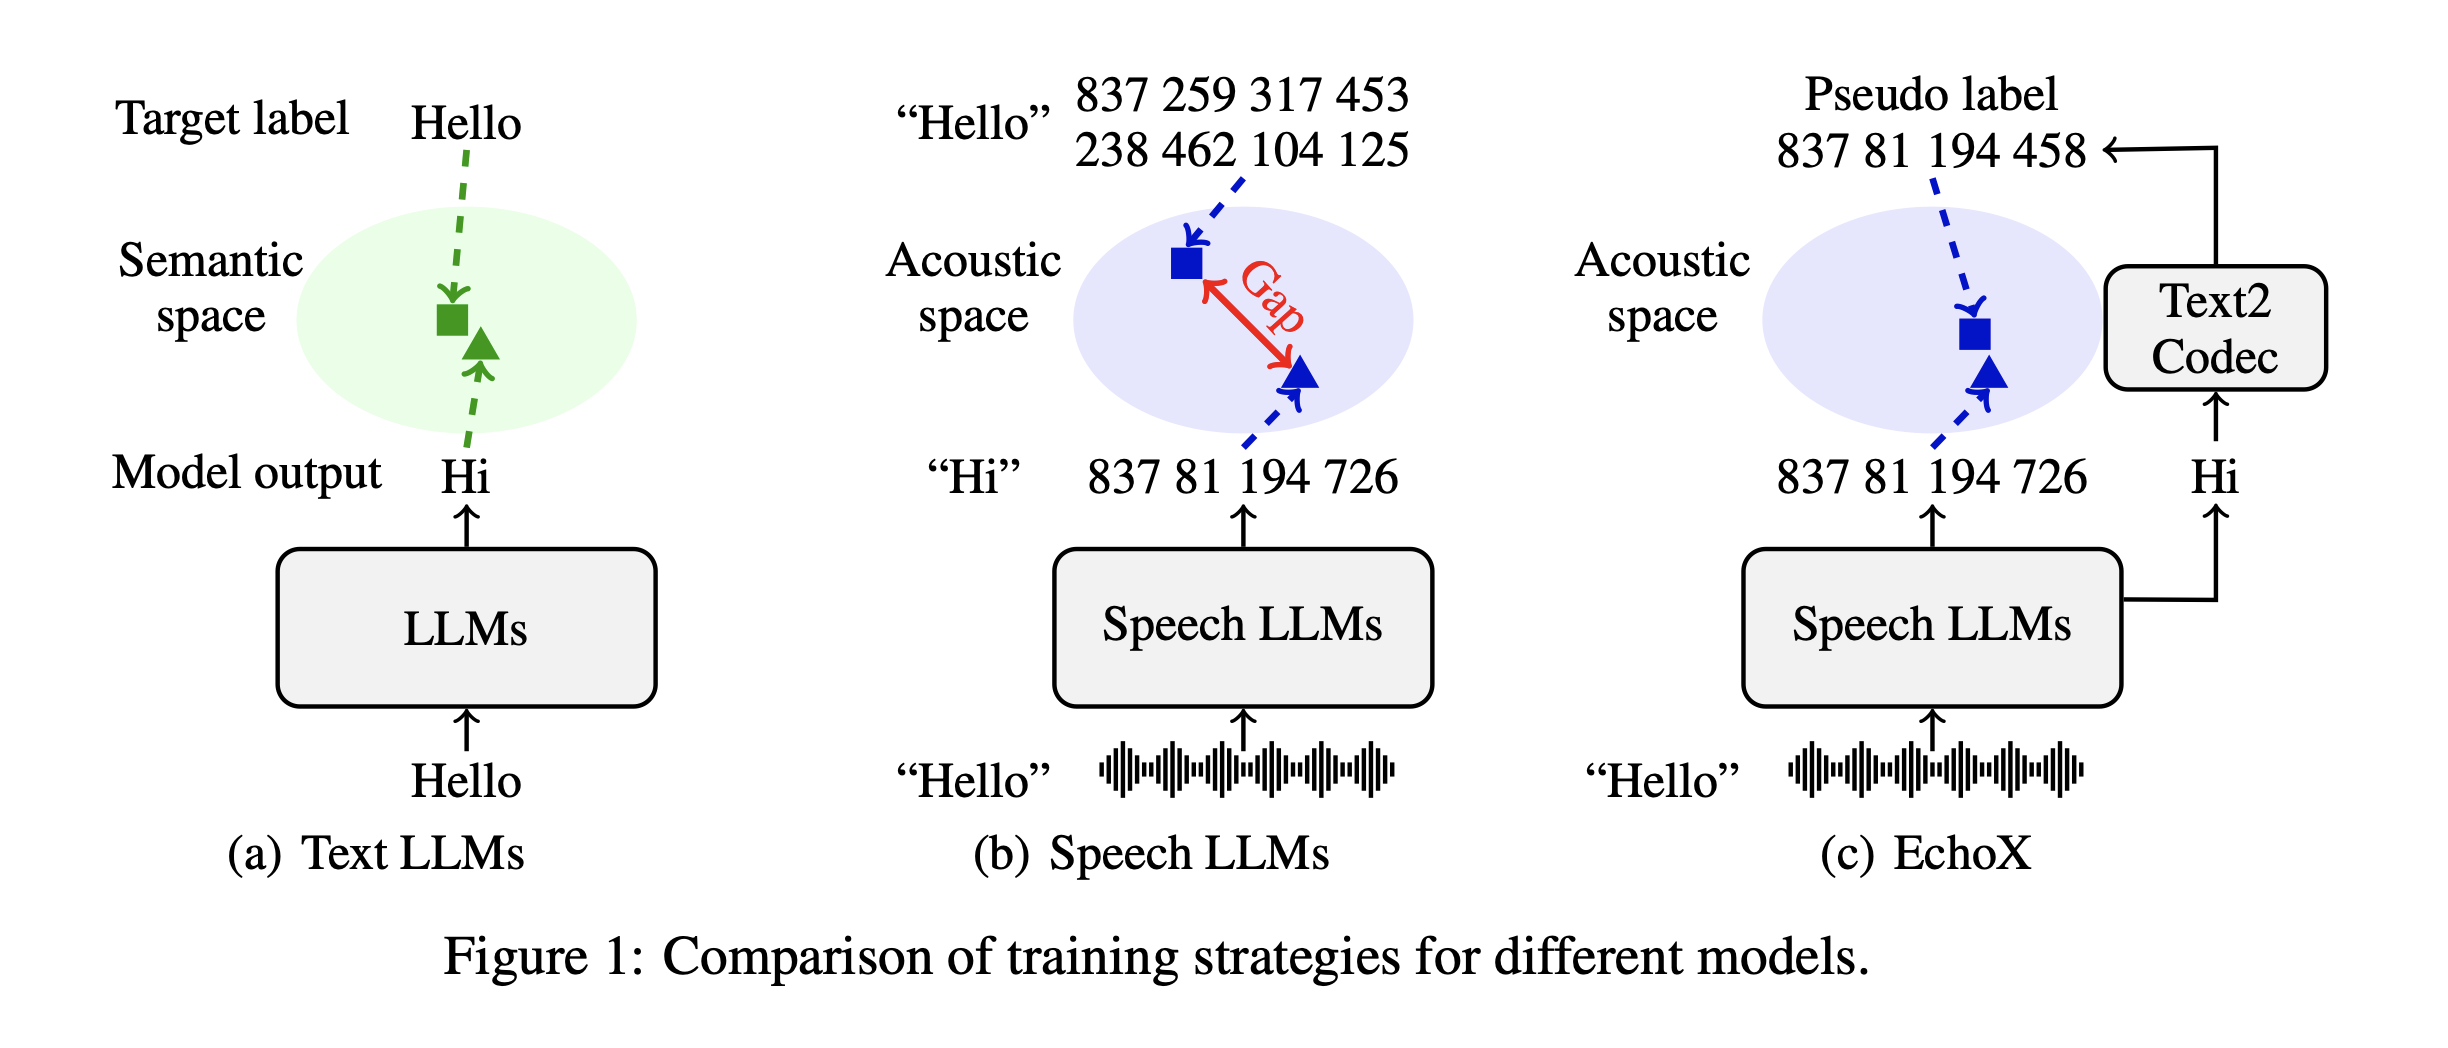 Target label
Hello
Semantic
space
Model output
Hi
LLMs
Hello
(a) Text LLMs
“Hello”
837 259 317 453
238 462 104 125
Acoustic
space
Gap
“Hi”
837 81 194 726
Speech LLMs
“Hello”
(b) Speech LLMs
Pseudo label
837 81 194 458
Acoustic
space
Text2
Codec
837 81 194 726
Hi
Speech LLMs
“Hello”
(c) EchoX
Figure 1: Comparison of training strategies for different models.